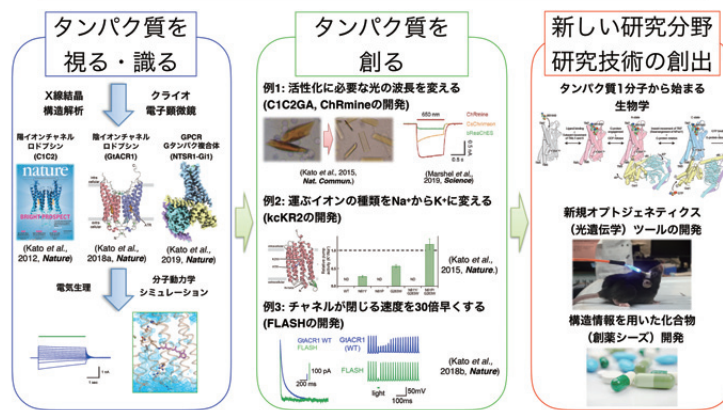 タンパク質を
視る・識る
X線結晶
構造解析
クライオ
電子顕微鏡
陽イオンチャネル
ロドプシン
(C1C2)
陰イオンチャネル
ロドプシン
(GtACR1)
GPCR
Gタンパク複合体
(NTSR1-Gi1)
nature
(Kato et al.,
2012, Nature)
(Kato et al.,
2018a, Nature)
(Kato et al.,
2019, Nature)
電気生理
分子動力学
シミュレーション
タンパク質を
創る
例1: 活性化に必要な光の波長を変える
(C1C2GA, ChRmineの開発)
(Kato et al., 2015,
Nat. Commun.)
ChRmine
CsChrimson
bReaChES
0.5 s
(Marshel et al.,
2019, Science)
例2: 運ぶイオンの種類をNa+からK+に変える
(kcKR2の開発)
(Kato et al.,
2015, Nature.)
例3: チャネルが閉じる速度を30倍早くする
(FLASHの開発)
GtACR1 WT
FLASH
100 pA
200 ms
GtACR1
(WT)
FLASH
light
50mV
100ms
(Kato et al.,
2018b, Nature)
新しい研究分野
研究技術の創出
タンパク質1分子から始まる
生物学
新規オプトジェネティクス
(光遺伝学)ツールの開発
構造情報を用いた化合物
(創薬シーズ)開発